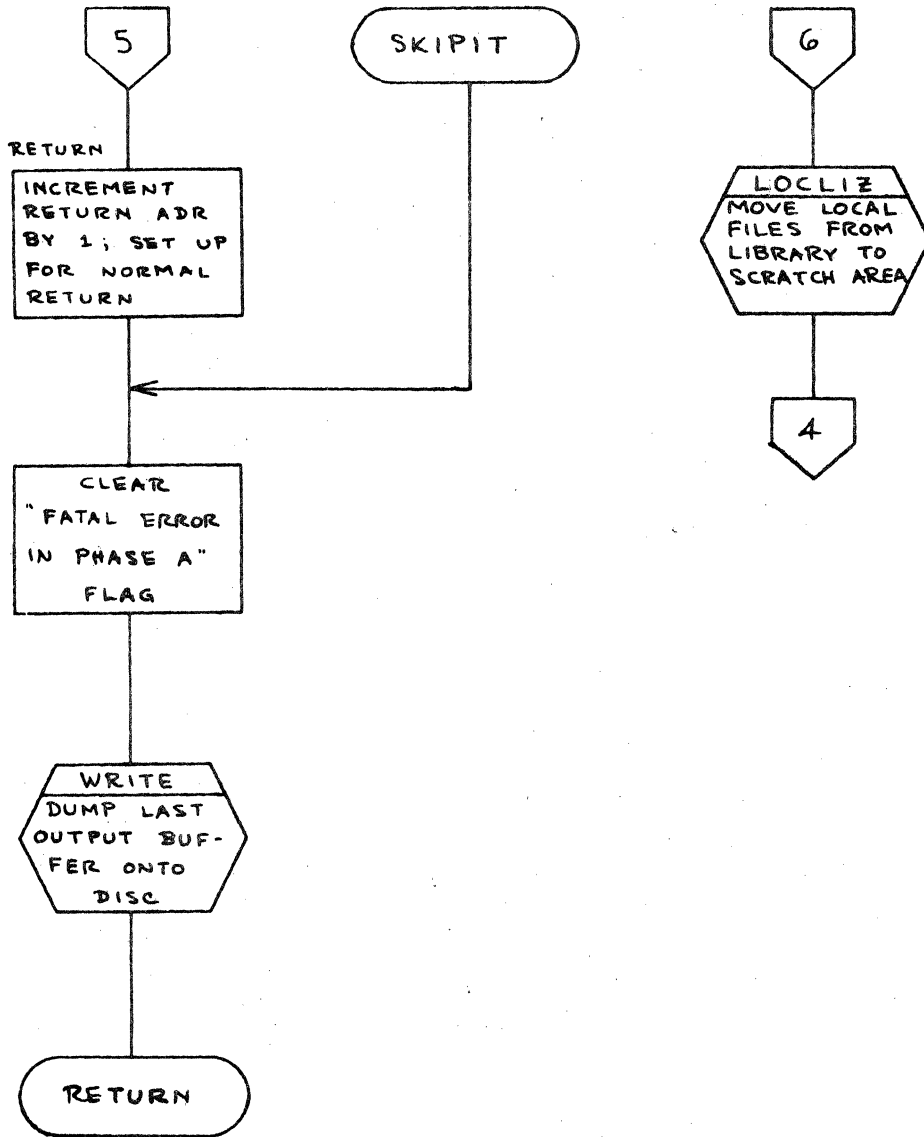 5
RETURN
INCREMENT
RETURN ADR
BY 1; SET UP
FOR NORMAL
RETURN
SKIPIT
CLEAR
"FATAL ERROR
IN PHASE A"
FLAG
WRITE
DUMP LAST
OUTPUT BUF-
FER ONTO
DISC
RETURN
6
LOCLIZ
MOVE LOCAL
FILES FROM
LIBRARY TO
SCRATCH AREA
4